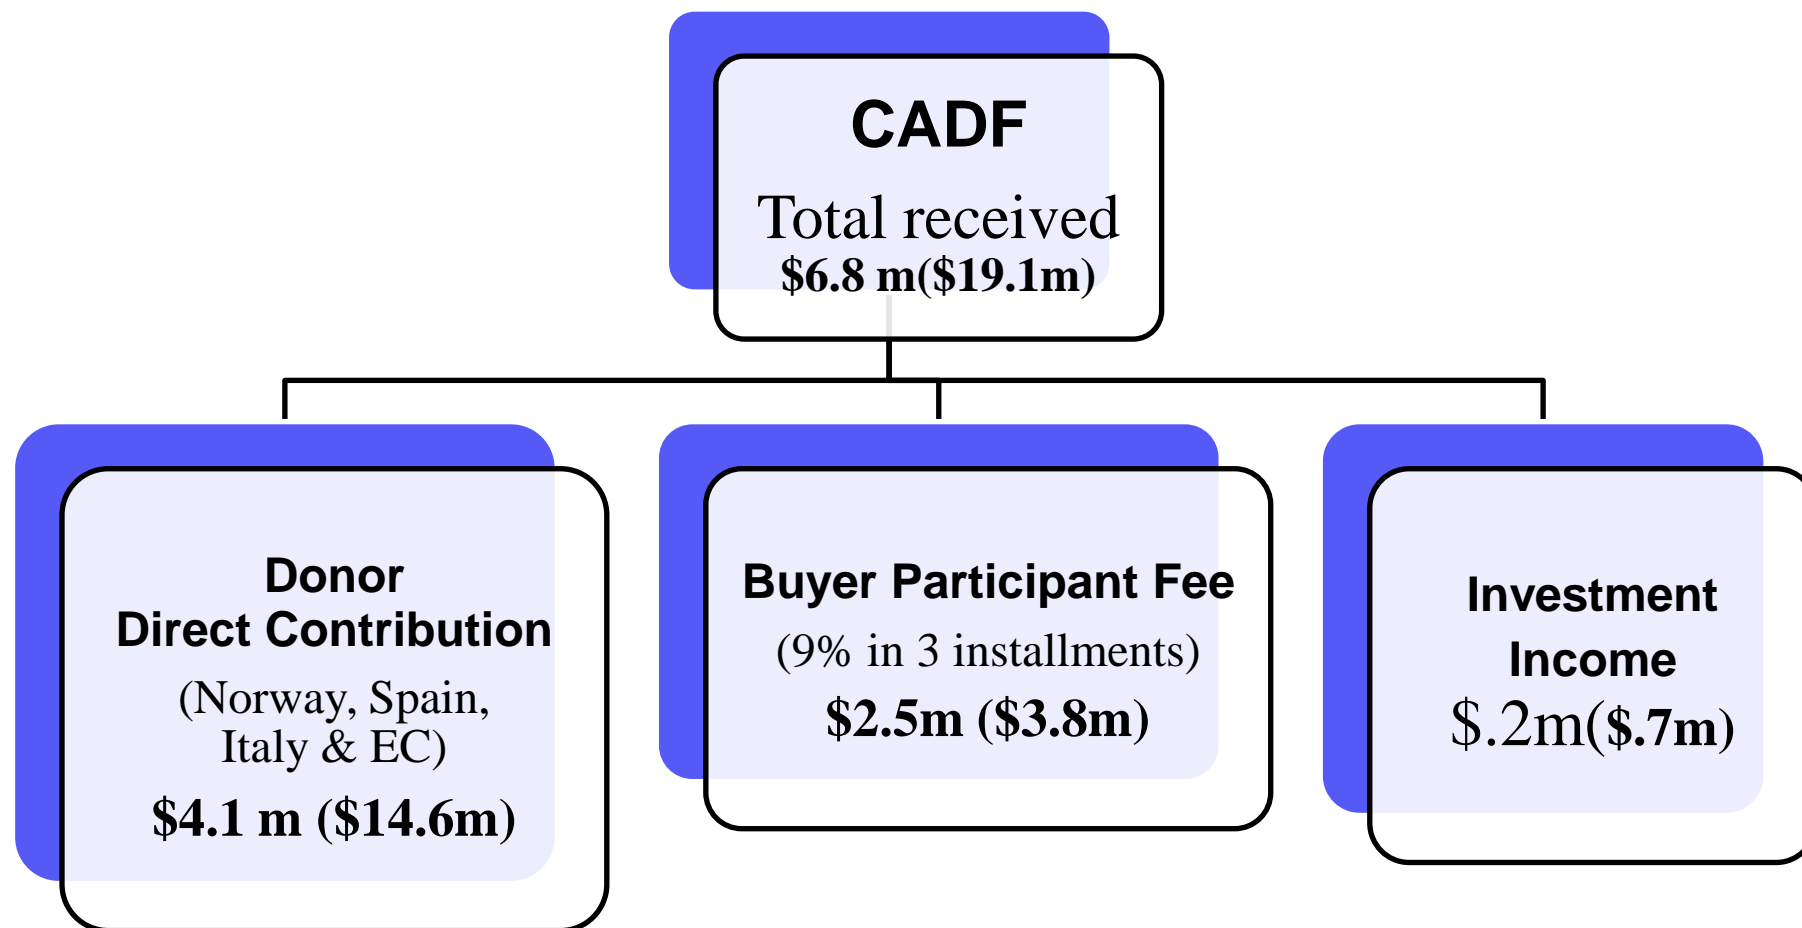 CADF
Total received
$6.8 m($19.1m)
Donor
Direct Contribution
(Norway, Spain,
Italy & EC)
$4.1 m ($14.6m)
Buyer Participant Fee
(9% in 3 installments)
$2.5m ($3.8m)
Investment
Income
$.2m($.7m)